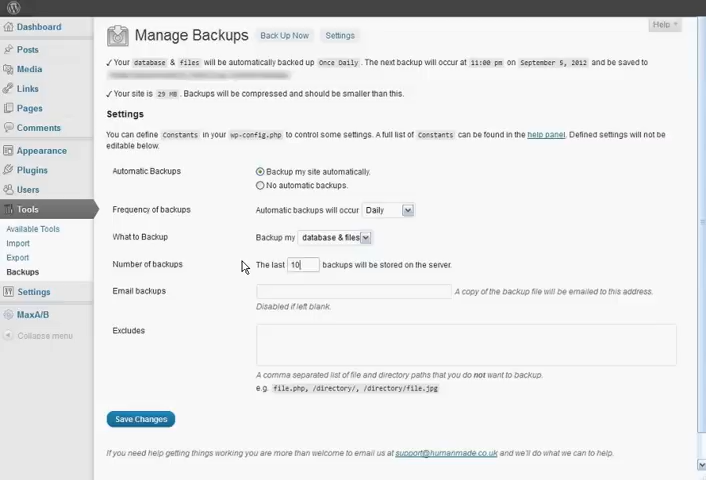 Help
Dashboard
Posts
Media
Links
Pages
Comments
Appearance
Plugins
Users
Tools
Available Tools
Import
Export
Backups
Settings
MaxA/B
Collapse menu
Manage Backups Back Up Now Settings
✓ Your database & files will be automatically backed up Once Daily. The next backup will occur at 11:00 pm on September 5, 2012 and be saved to
✓ Your site is 29 MB. Backups will be compressed and should be smaller than this.
Settings
You can define Constants in your wp-config.php to control some settings. A full list of Constants can be found in the help panel. Defined settings will not be
editable below.
Automatic Backups Backup my site automatically.
No automatic backups.
Frequency of backups Automatic backups will occur Daily
What to Backup Backup my database & files
Number of backups The last 10 backups will be stored on the server.
Email backups A copy of the backup file will be emailed to this address.
Disabled if left blank.
Excludes
A comma separated list of file and directory paths that you do not want to backup.
e.g. file.php, /directory/, /directory/file.jpg
Save Changes
If you need help getting things working you are more than welcome to email us at support@humanmade.co.uk and we'll do what we can to help.